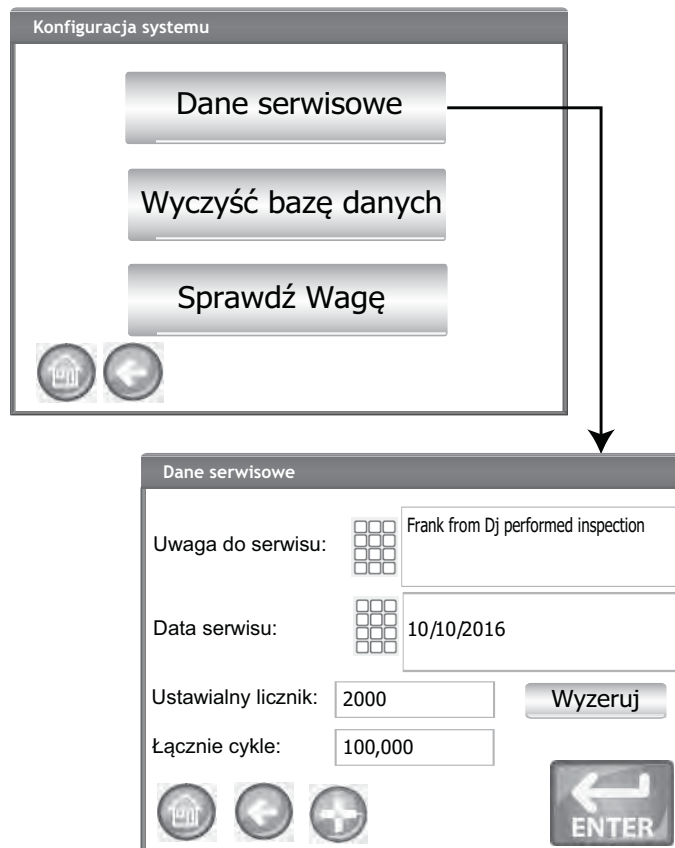 Konfiguracja systemu
Dane serwisowe
Wyczyść bazę danych
Sprawdź Wagę
Dane serwisowe
Uwaga do serwisu:
Frank from Dj performed inspection
Data serwisu:
10/10/2016
Ustawialny licznik:
2000
Wyzeruj
Łącznie cykle:
100,000
ENTER